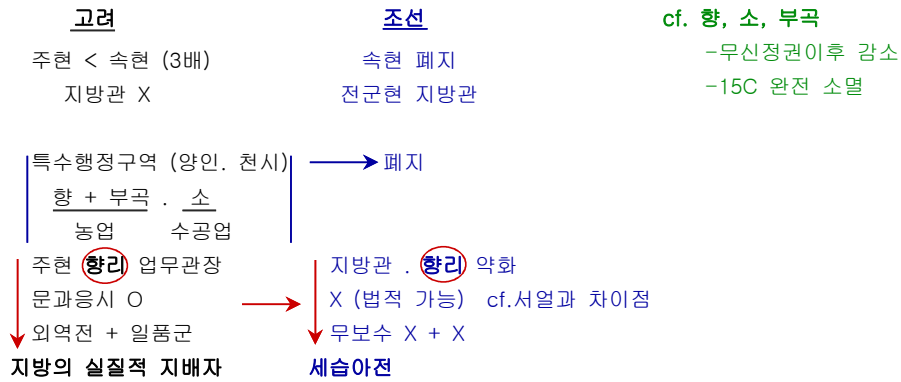 고려 조선 cf. 향, 소, 부곡
주현 < 속현 (3배) 속현 폐지 -무신정권이후 감소
지방관 X 전군현 지방관 -15C 완전 소멸
특수행정구역 (양인. 천시) 폐지
향 + 부곡 . 소
농업 수공업
주현 향리 업무관장 지방관 . 향리 약화
문과응시 O X (법적 가능) cf.서얼과 차이점
외역전 + 일품군 무보수 X + X
지방의 실질적 지배자 세습아전